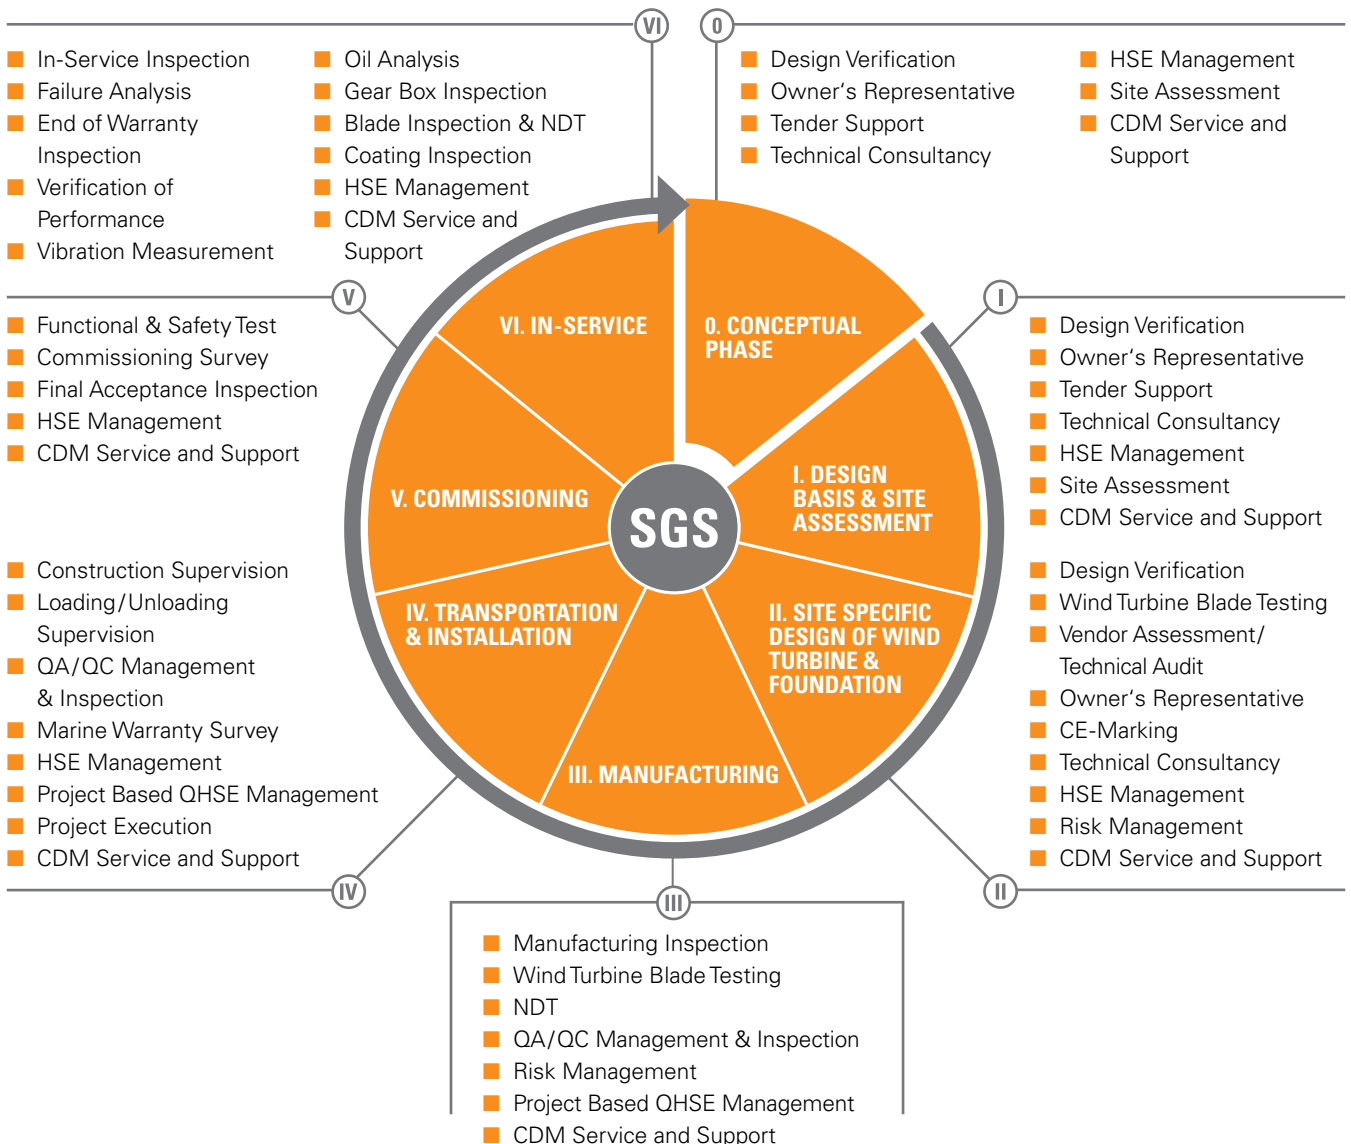 VI
In-Service Inspection
Failure Analysis
End of Warranty
Inspection
Verification of
Performance
Vibration Measurement
Oil Analysis
Gear Box Inspection
Blade Inspection & NDT
Coating Inspection
HSE Management
CDM Service and
Support
0
Design Verification
Owner‘s Representative
Tender Support
Technical Consultancy
HSE Management
Site Assessment
CDM Service and
Support
V
Functional & Safety Test
Commissioning Survey
Final Acceptance Inspection
HSE Management
CDM Service and Support
VI. IN-SERVICE
0. CONCEPTUAL
PHASE
I
Design Verification
Owner‘s Representative
Tender Support
Technical Consultancy
HSE Management
Site Assessment
CDM Service and Support
V. COMMISSIONING
SGS
I. DESIGN
BASIS & SITE
ASSESSMENT
Construction Supervision
Loading/Unloading
Supervision
QA/QC Management
& Inspection
Marine Warranty Survey
HSE Management
Project Based QHSE Management
Project Execution
CDM Service and Support
IV
IV. TRANSPORTATION
& INSTALLATION
II. SITE SPECIFIC
DESIGN OF WIND
TURBINE &
FOUNDATION
III. MANUFACTURING
Design Verification
Wind Turbine Blade Testing
Vendor Assessment/
Technical Audit
Owner‘s Representative
CE-Marking
Technical Consultancy
HSE Management
Risk Management
CDM Service and Support
II
III
Manufacturing Inspection
Wind Turbine Blade Testing
NDT
QA/QC Management & Inspection
Risk Management
Project Based QHSE Management
CDM Service and Support